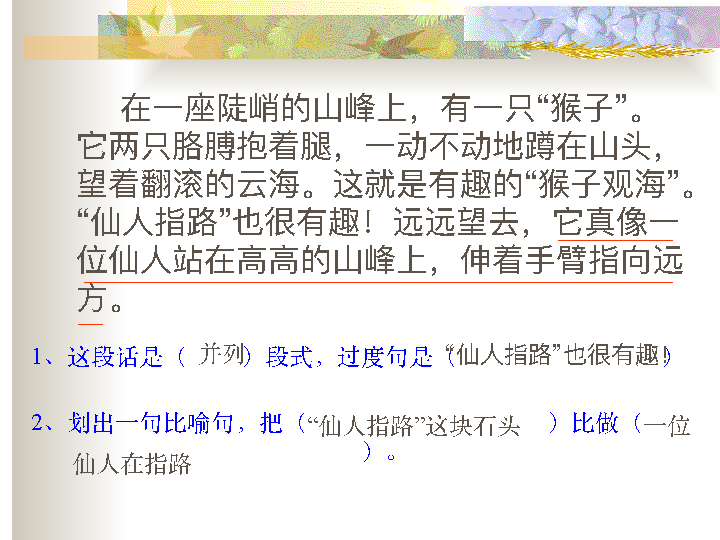 在一座陡峭的山峰上，有一只“猴子”。
它两只胳膊抱着腿，一动不动地蹲在山头，
望着翻滚的云海。这就是有趣的“猴子观海”。
“仙人指路”也很有趣！远远望去，它真像一
位仙人站在高高的山峰上，伸着手臂指向远
方。
1、这段话是（ 并列）段式，过度句是（“仙人指路”也很有趣！）
2、划出一句比喻句，把（“仙人指路”这块石头 ）比做（一位
仙人在指路 ）。